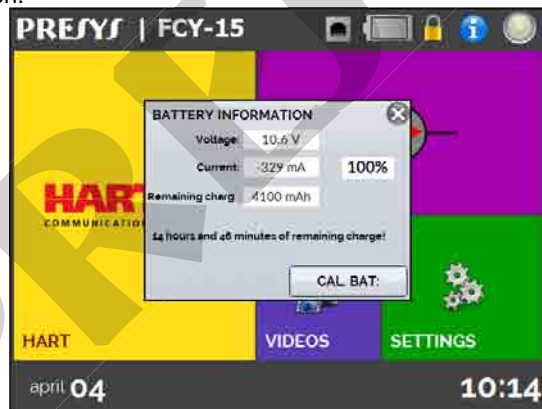 PRESYS | FCY-15
BATTERY INFORMATION
Voltage: 10.6 V
Current: -329 mA
100%
Remaining charg 4100 mAh
14 hours and 46 minutes of remaining charge!
CAL. BAT:
HART
COMMUNICATIO
HART
VIDEOS
SETTINGS
april 04
10:14